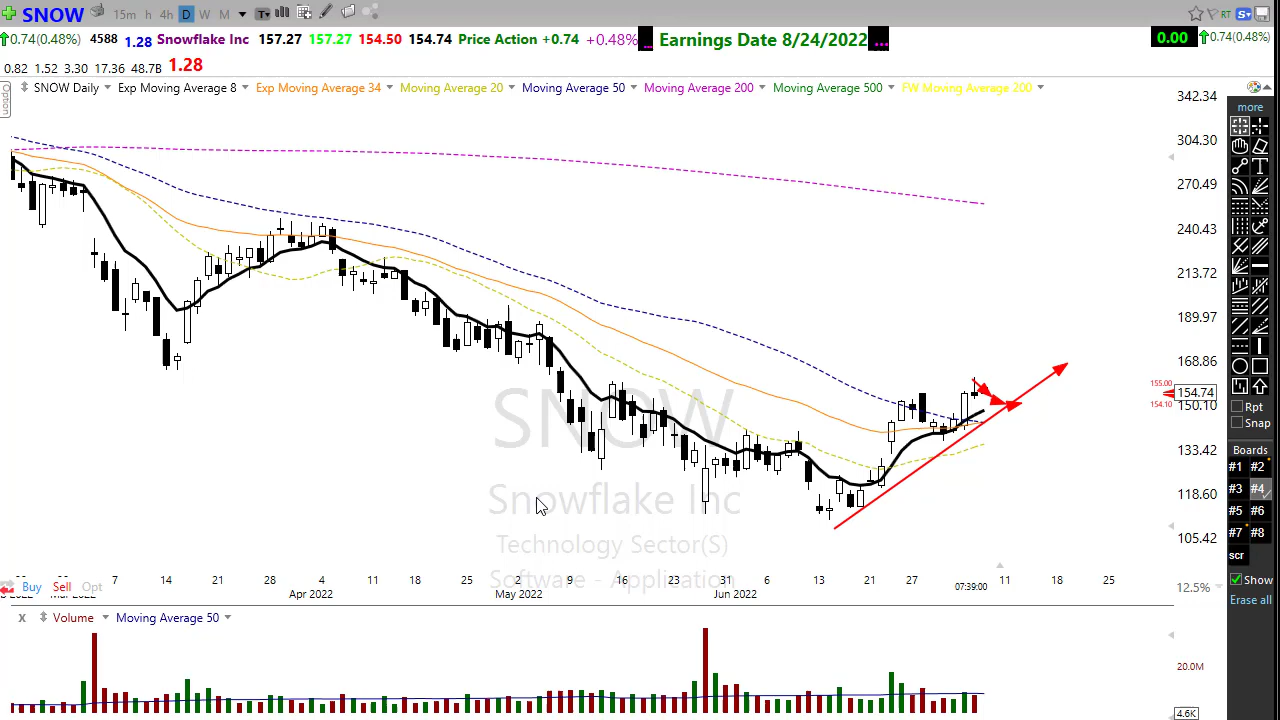 SNOW 15m h 4h D W M T RT S
0.74(0.48%) 4588 1.28 Snowflake Inc 157.27 157.27 154.50 154.74 Price Action +0.74 +0.48% ... Earnings Date 8/24/2022 ... 0.00 0.74(0.48%)
0.82 1.52 3.30 17.36 48.7B 1.28
Option
SNOW Daily Exp Moving Average 8 Exp Moving Average 34 Moving Average 20 Moving Average 50 Moving Average 200 Moving Average 500 FW Moving Average 200
342.34
more
304.30
270.49
240.43
213.72
189.97
168.86
155.00
154.74
154.10
150.10
Rpt
Snap
133.42
118.60
105.42
SNOW
Snowflake Inc
Technology Sector(S)
Software - Application
Boards
#1 #2
#3 #4
#5 #6
#7 #8
scr
Show
Erase all
7 14 21 28 4 11 18 25 2 9 16 23 31 6 13 21 27 07:39:00 11 18 25
Buy Sell Opt
Apr 2022 May 2022 Jun 2022
12.5%
X Volume Moving Average 50
20.0M
4.6K